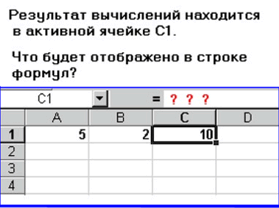 Результат вычислений находится
в активной ячейке С1.
Что будет отображено в строке
формул?
C1 = ? ? ?
A B C D
1 5 2 10
2
3
4